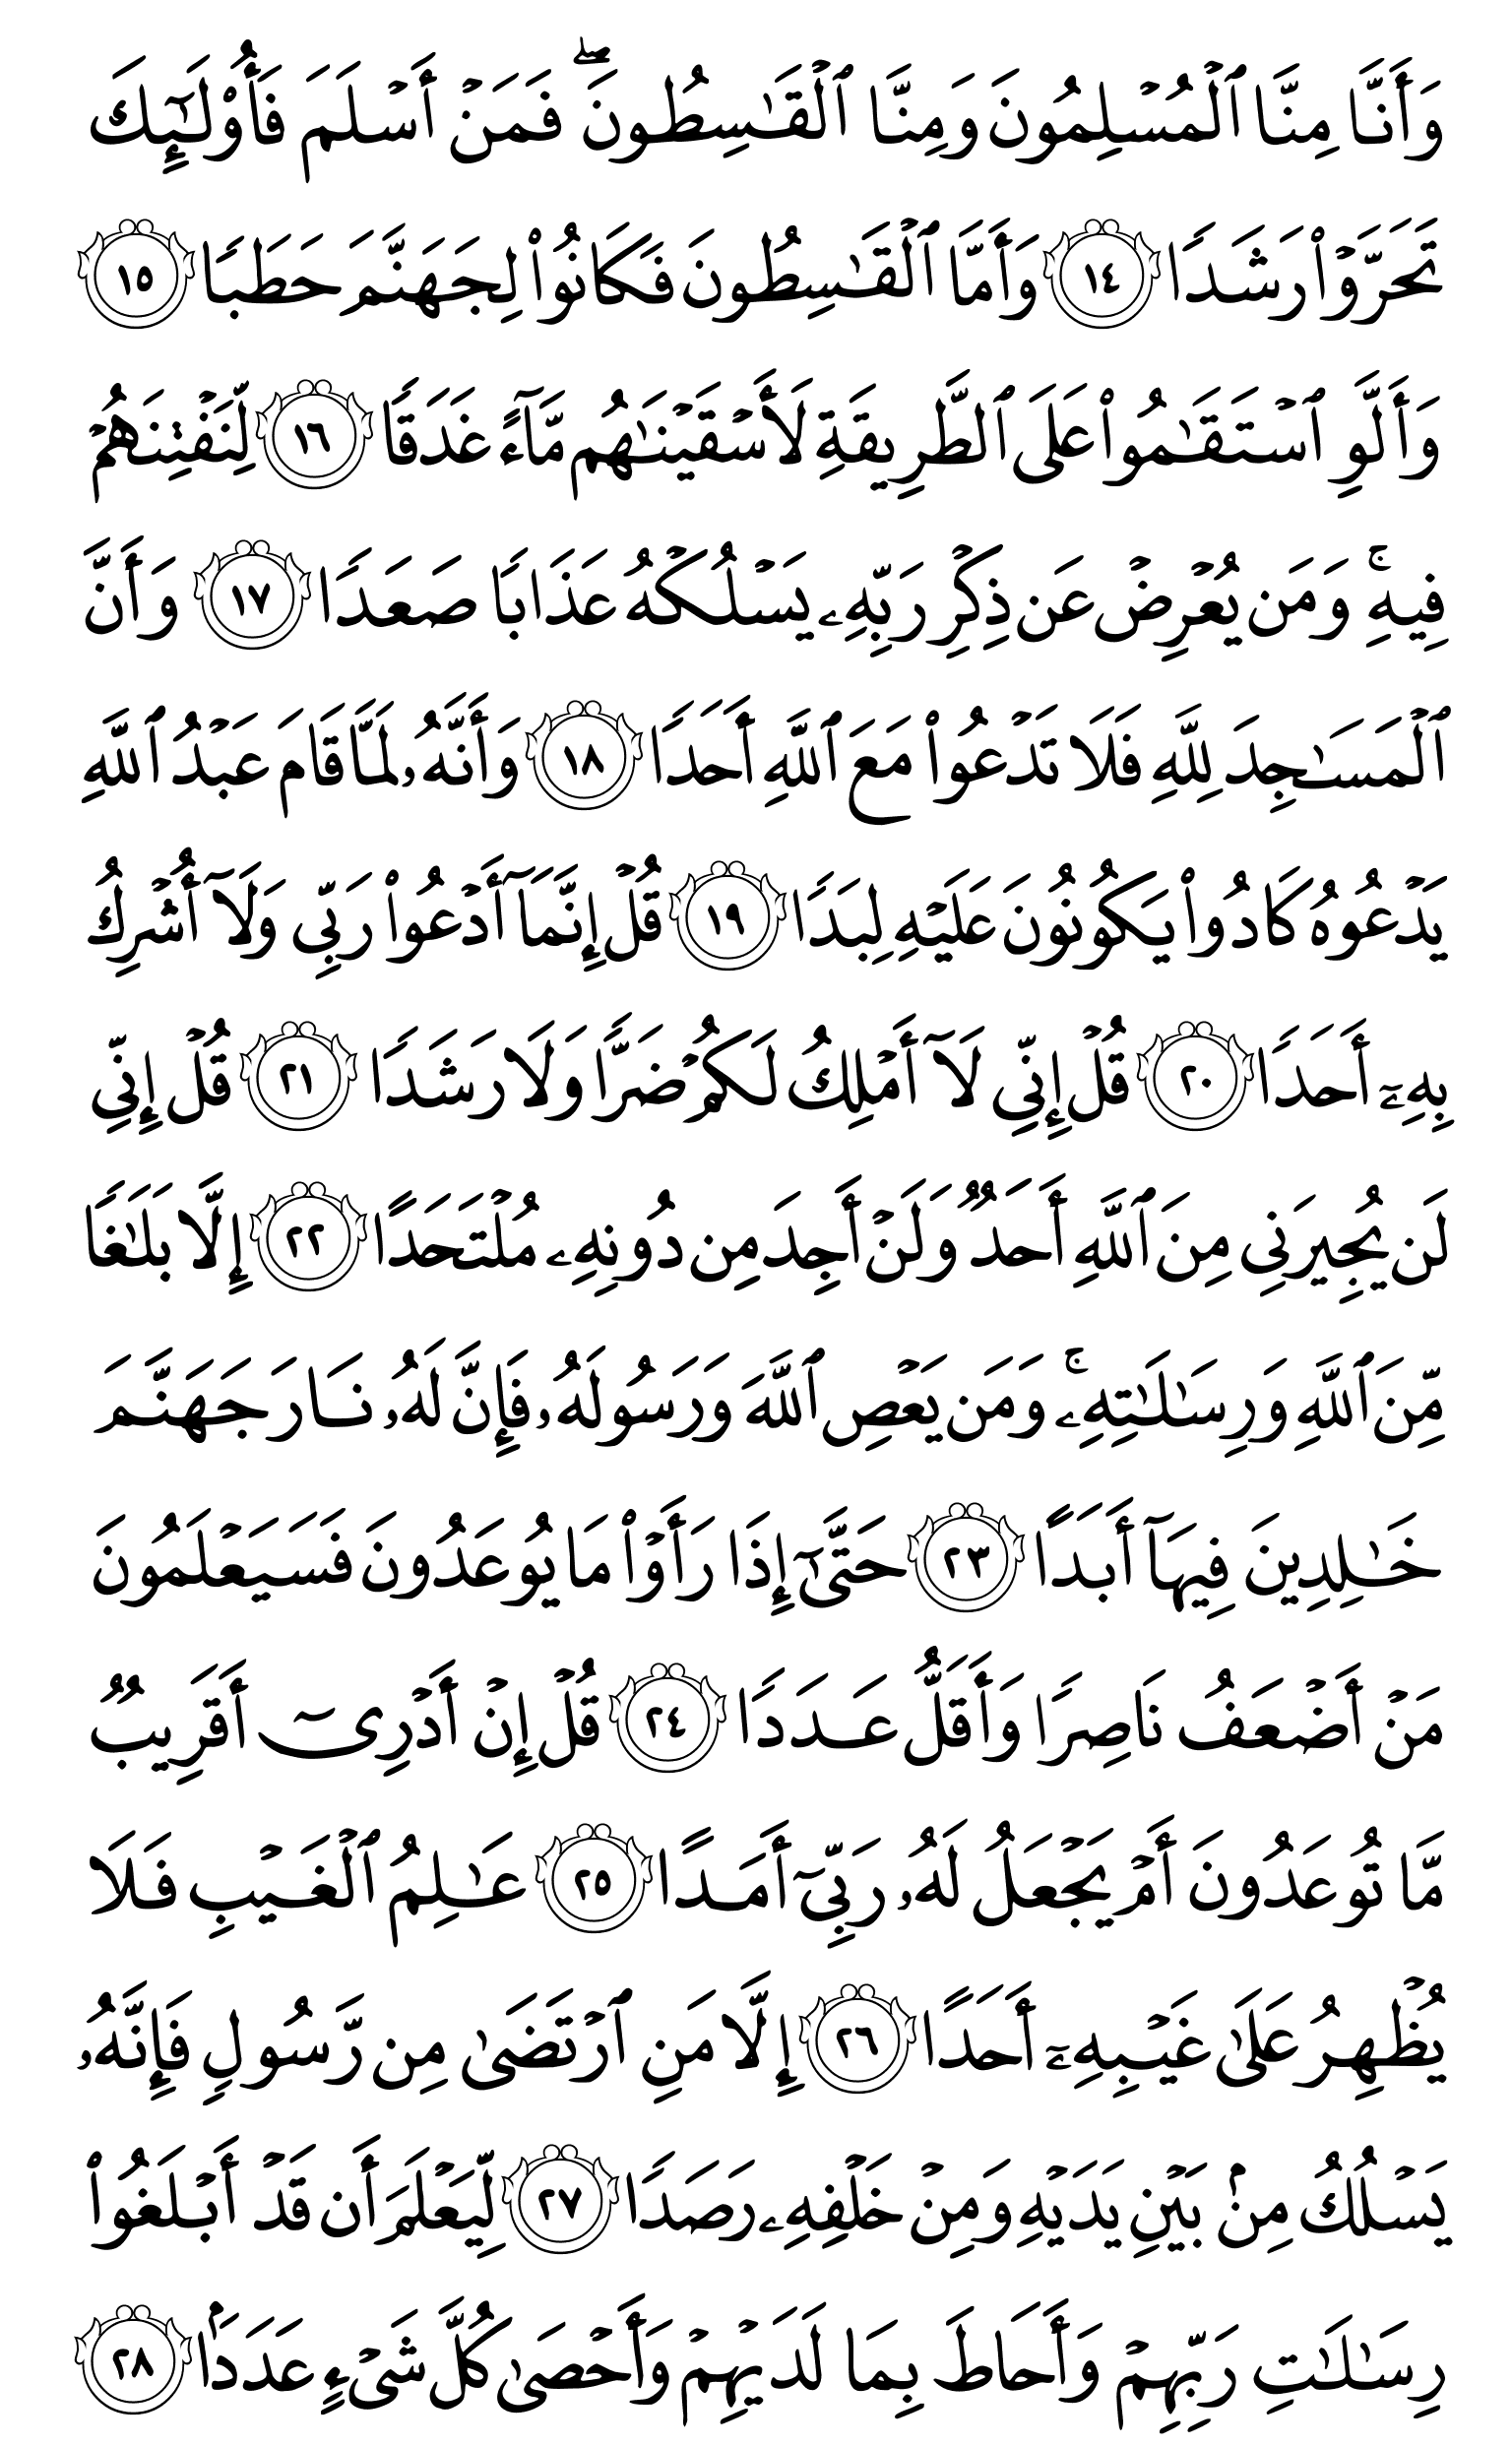 وَأَنَّا مِنَّا ٱلْمُسْلِمُونَ وَمِنَّا ٱلْقَـٰسِطُونَ ۖ فَمَنْ أَسْلَمَ فَأُو۟لَـٰٓئِكَ
تَحَرَّوْا۟ رَشَدًا ١٤ وَأَمَّا ٱلْقَـٰسِطُونَ فَكَانُوا۟ لِجَهَنَّمَ حَطَبًا ١٥
وَأَلَّوِ ٱسْتَقَـٰمُوا۟ عَلَى ٱلطَّرِيقَةِ لَأَسْقَيْنَـٰهُم مَّآءً غَدَقًا ١٦ لِّنَفْتِنَهُمْ
فِيهِ ۚ وَمَن يُعْرِضْ عَن ذِكْرِ رَبِّهِۦ يَسْلُكْهُ عَذَابًا صَعَدًا ١٧ وَأَنَّ
ٱلْمَسَـٰجِدَ لِلَّهِ فَلَا تَدْعُوا۟ مَعَ ٱللَّهِ أَحَدًا ١٨ وَأَنَّهُۥ لَمَّا قَامَ عَبْدُ ٱللَّهِ
يَدْعُوهُ كَادُوا۟ يَكُونُونَ عَلَيْهِ لِبَدًا ١٩ قُلْ إِنَّمَآ أَدْعُوا۟ رَبِّى وَلَآ أُشْرِكُ
بِهِۦٓ أَحَدًا ٢٠ قُلْ إِنِّى لَآ أَمْلِكُ لَكُمْ ضَرًّا وَلَا رَشَدًا ٢١ قُلْ إِنِّى
لَن يُجِيرَنِى مِنَ ٱللَّهِ أَحَدٌ وَلَنْ أَجِدَ مِن دُونِهِۦ مُلْتَحَدًا ٢٢ إِلَّا بَلَـٰغًا
مِّنَ ٱللَّهِ وَرِسَـٰلَـٰتِهِۦ ۚ وَمَن يَعْصِ ٱللَّهَ وَرَسُولَهُۥ فَإِنَّ لَهُۥ نَارَ جَهَنَّمَ
خَـٰلِدِينَ فِيهَآ أَبَدًا ٢٣ حَتَّىٰٓ إِذَا رَأَوْا۟ مَا يُوعَدُونَ فَسَيَعْلَمُونَ
مَنْ أَضْعَفُ نَاصِرًا وَأَقَلُّ عَدَدًا ٢٤ قُلْ إِنْ أَدْرِىٓ أَقَرِيبٌ
مَّا تُوعَدُونَ أَمْ يَجْعَلُ لَهُۥ رَبِّىٓ أَمَدًا ٢٥ عَـٰلِمُ ٱلْغَيْبِ فَلَا
يُظْهِرُ عَلَىٰ غَيْبِهِۦٓ أَحَدًا ٢٦ إِلَّا مَنِ ٱرْتَضَىٰ مِن رَّسُولٍ فَإِنَّهُۥ
يَسْلُكُ مِنۢ بَيْنِ يَدَيْهِ وَمِنْ خَلْفِهِۦ رَصَدًا ٢٧ لِّيَعْلَمَ أَن قَدْ أَبْلَغُوا۟
رِسَـٰلَـٰتِ رَبِّهِمْ وَأَحَاطَ بِمَا لَدَيْهِمْ وَأَحْصَىٰ كُلَّ شَىْءٍ عَدَدًۢا ٢٨